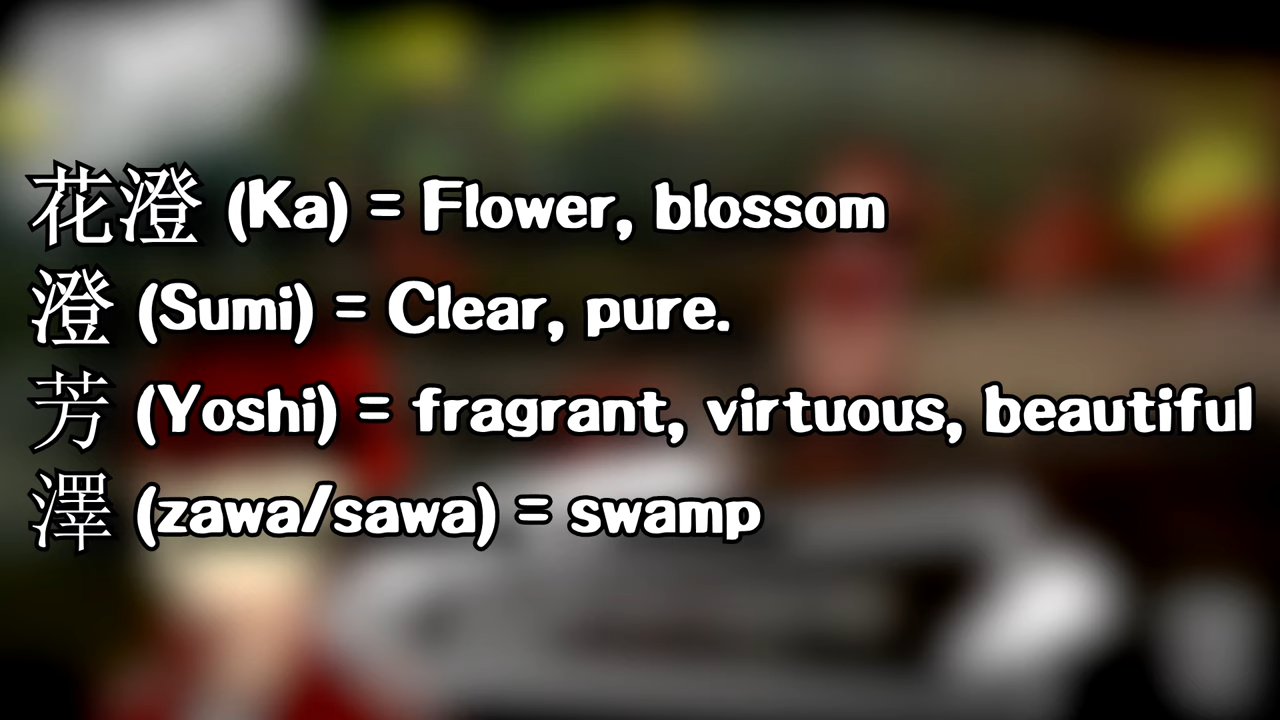 花澄 (Ka) = Flower, blossom
澄 (Sumi) = Clear, pure.
芳 (Yoshi) = fragrant, virtuous, beautiful
澤 (zawa/sawa) = swamp